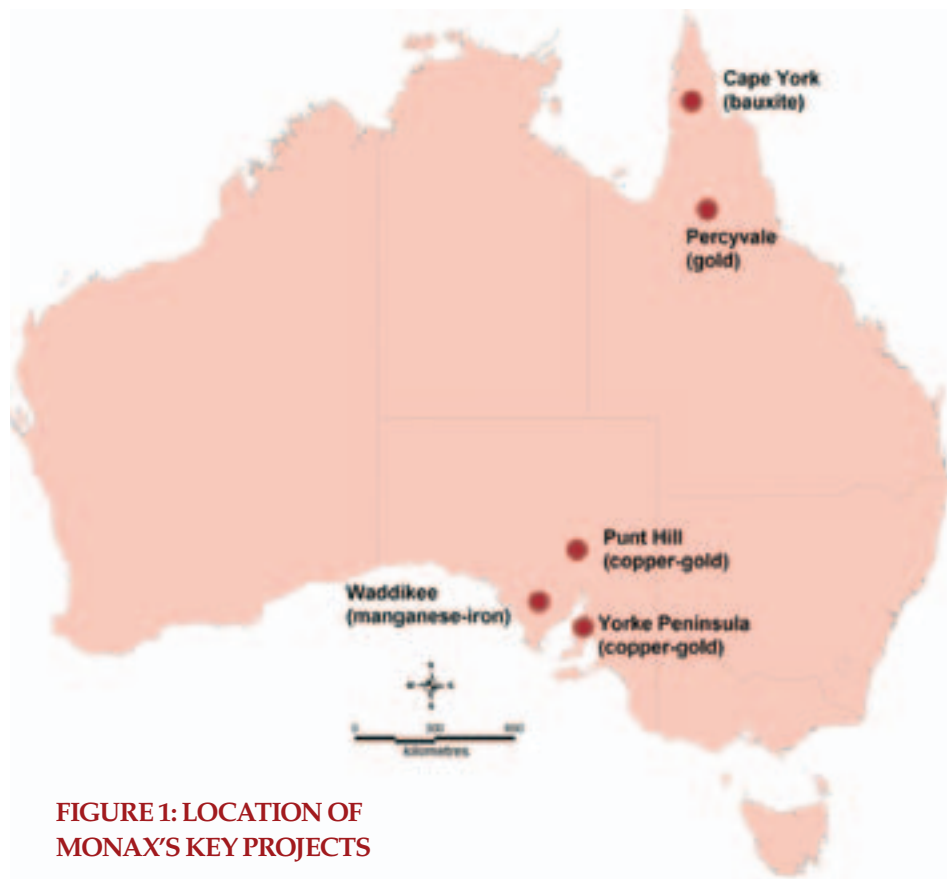 Cape York
(bauxite)
Percyvale
(gold)
Punt Hill
(copper-gold)
Waddikee
(manganese-iron)
Yorke Peninsula
(copper-gold)
0
kilometres
FIGURE 1: LOCATION OF
MONAX'S KEY PROJECTS